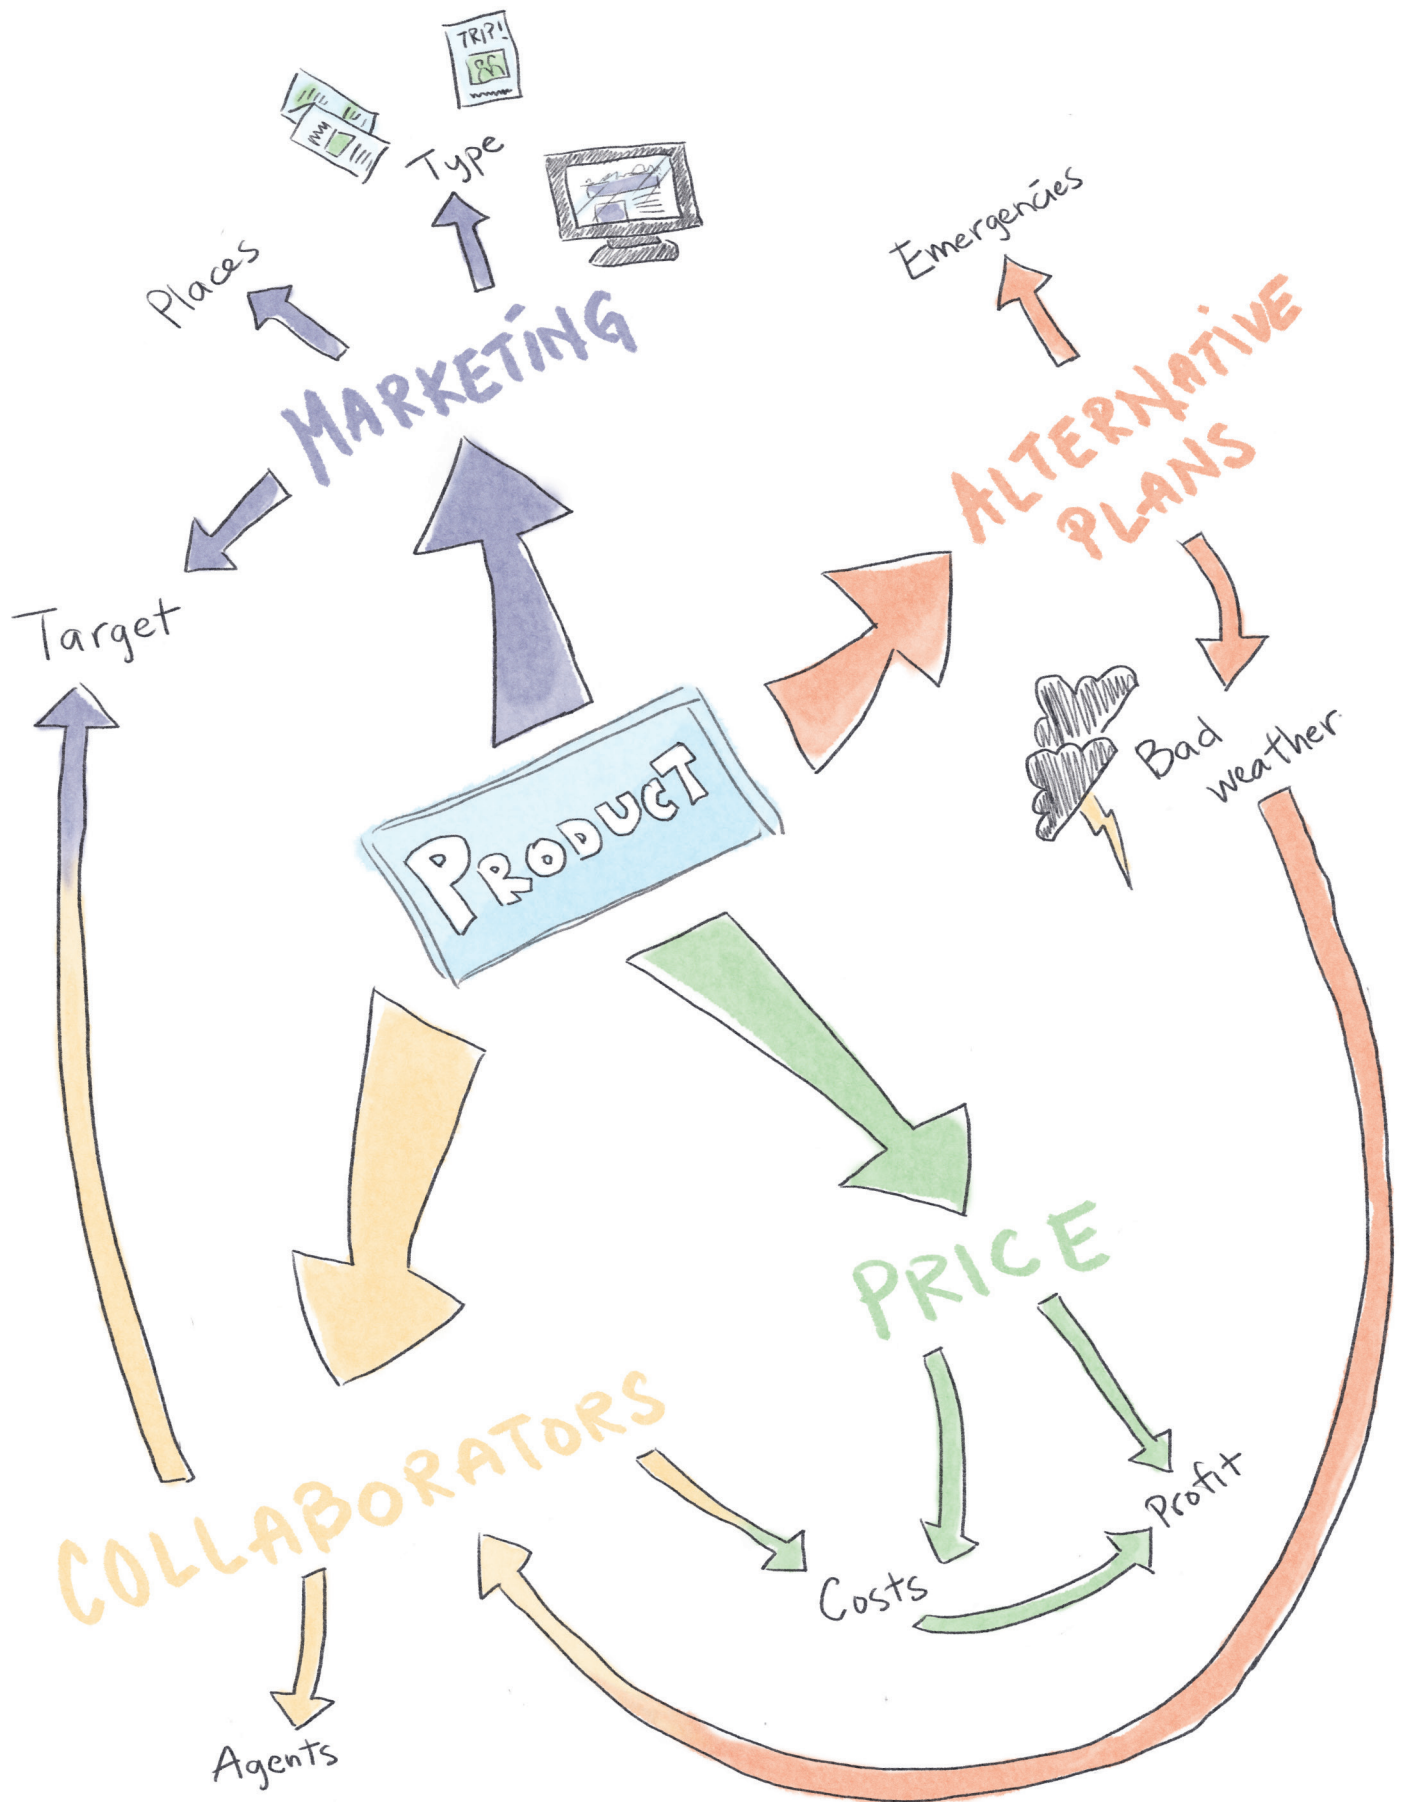 TRIP!
Type
Places
MARKETING
Target
Emergencies
ALTERNATIVE
PLANS
Bad
weather
PRODUCT
PRICE
Profit
Costs
COLLABORATORS
Agents